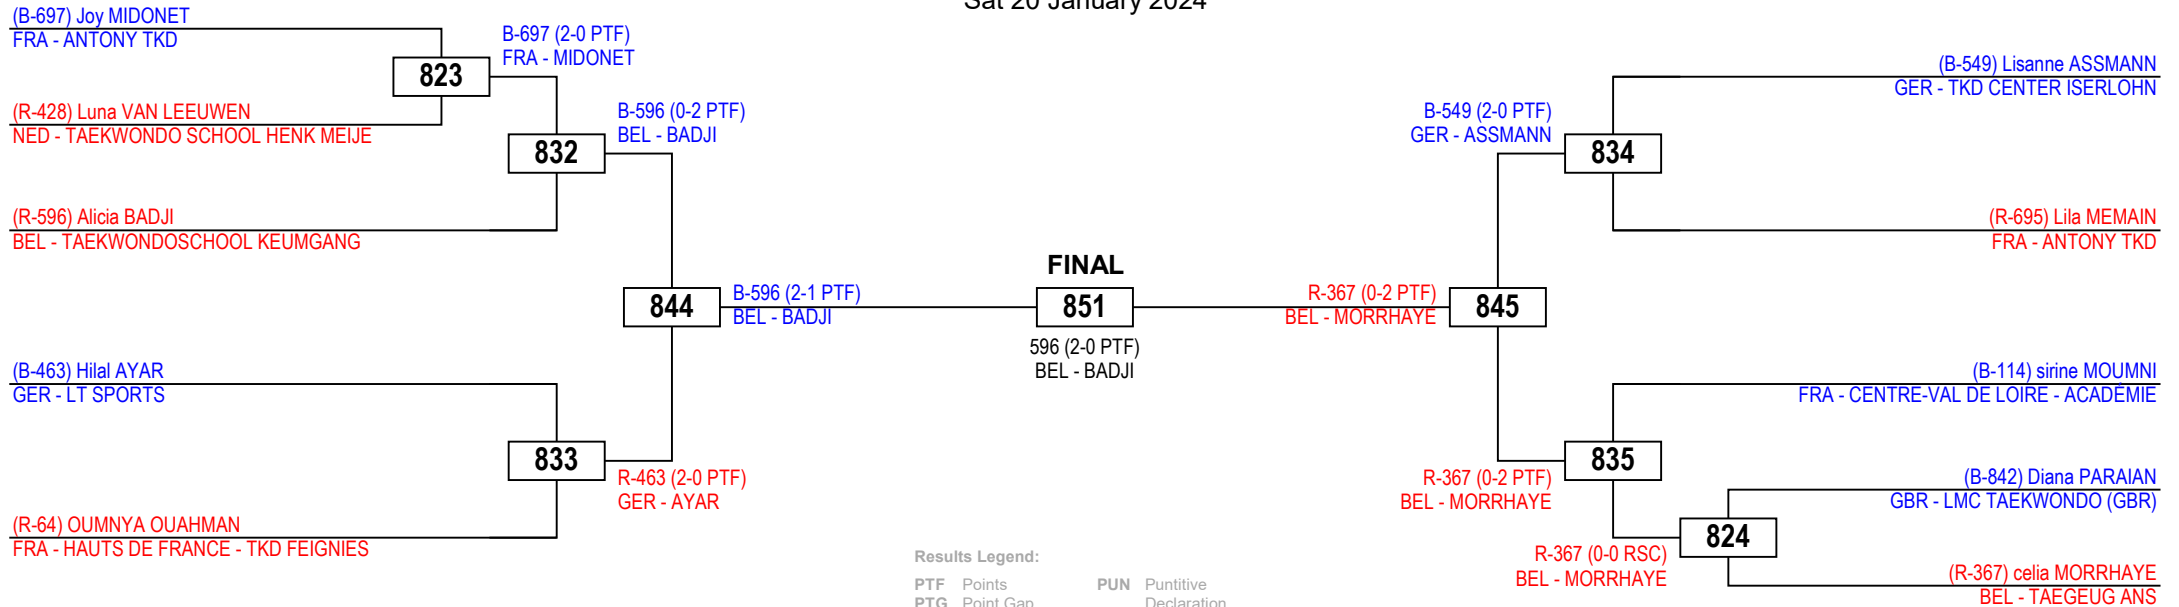 Sat 20 January 2024
(B-697) Joy MIDONET
FRA - ANTONY TKD
B-697 (2-0 PTF)
FRA - MIDONET
823
(R-428) Luna VAN LEEUWEN
NED - TAEKWONDO SCHOOL HENK MEIJE
B-596 (0-2 PTF)
BEL - BADJI
832
(R-596) Alicia BADJI
BEL - TAEKWONDOSCHOOL KEUMGANG
844
B-596 (2-1 PTF)
BEL - BADJI
(B-463) Hilal AYAR
GER - LT SPORTS
833
R-463 (2-0 PTF)
GER - AYAR
(R-64) OUMNYA OUAHMAN
FRA - HAUTS DE FRANCE - TKD FEIGNIES
FINAL
851
596 (2-0 PTF)
BEL - BADJI
(B-549) Lisanne ASSMANN
GER - TKD CENTER ISERLOHN
B-549 (2-0 PTF)
GER - ASSMANN
834
(R-695) Lila MEMAIN
FRA - ANTONY TKD
R-367 (0-2 PTF)
BEL - MORRHAYE
845
(B-114) sirine MOUMNI
FRA - CENTRE-VAL DE LOIRE - ACADÉMIE
835
R-367 (0-2 PTF)
BEL - MORRHAYE
(B-842) Diana PARAIAN
GBR - LMC TAEKWONDO (GBR)
824
R-367 (0-0 RSC)
BEL - MORRHAYE
(R-367) celia MORRHAYE
BEL - TAEGEUG ANS
Results Legend:
PTF Points PUN Puntitive
PTG Point Gap Declaration